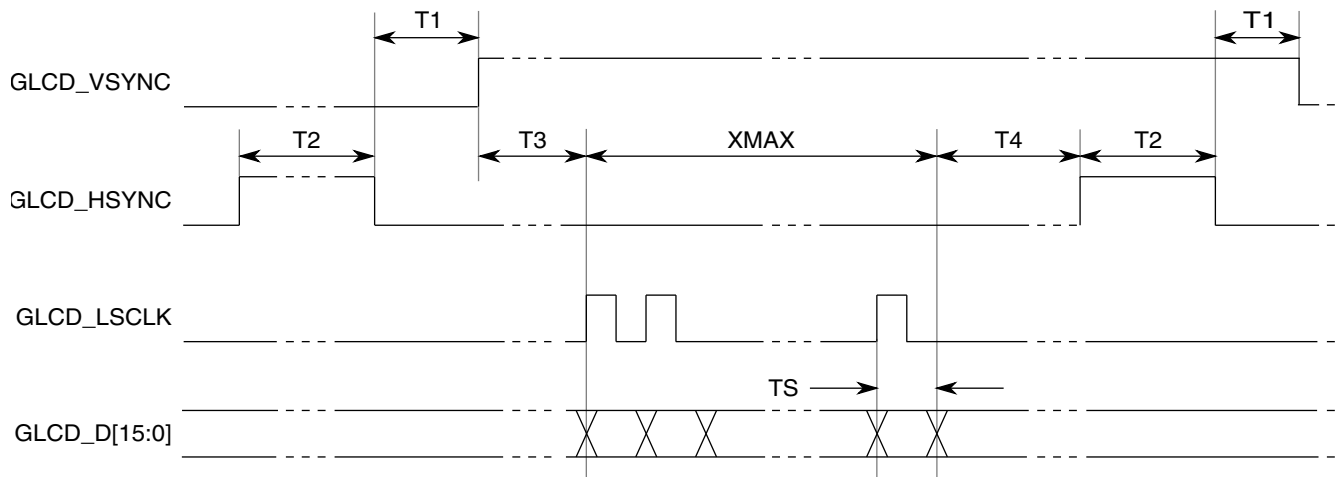 T1 T1
GLCD_VSYNC
T2 T3 XMAX T4 T2
GLCD_HSYNC
GLCD_LSCLK
TS
GLCD_D[15:0]